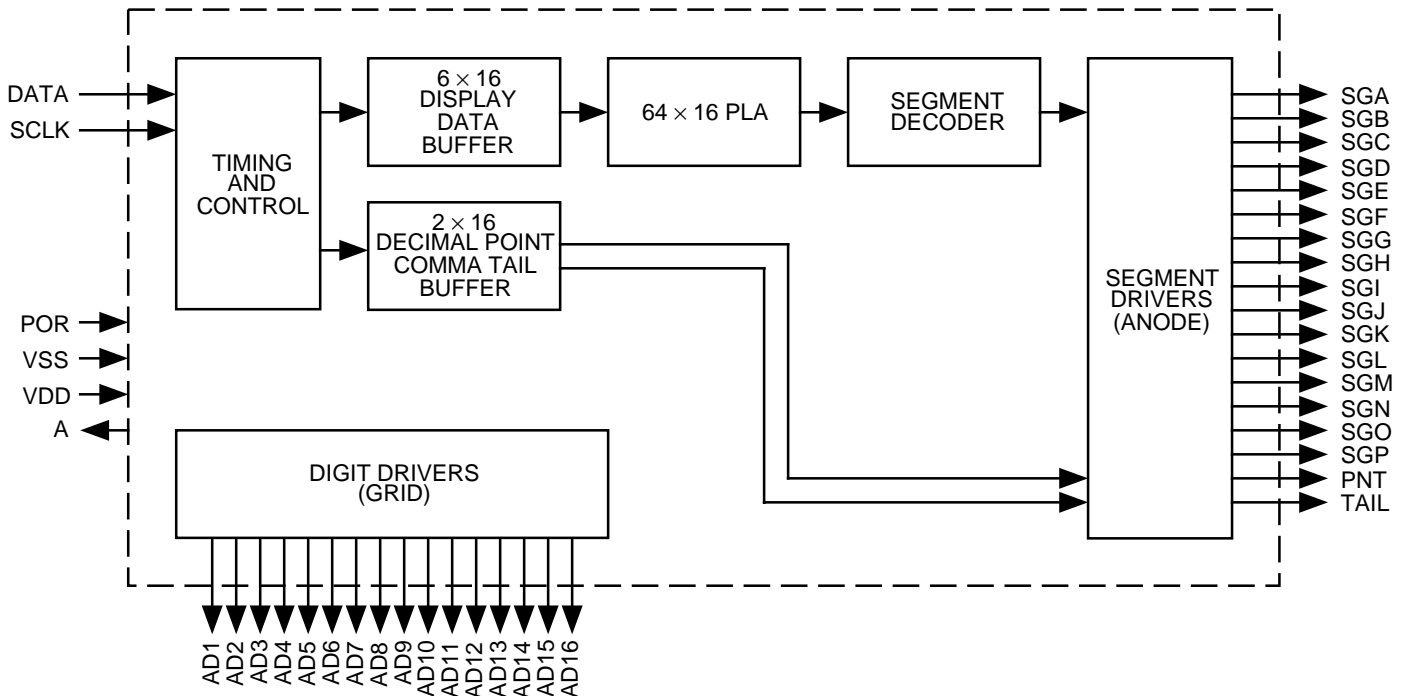 DATA
SCLK
POR
VSS
VDD
A
TIMING
AND
CONTROL
6 × 16
DISPLAY
DATA
BUFFER
2 × 16
DECIMAL POINT
COMMA TAIL
BUFFER
64 × 16 PLA
SEGMENT
DECODER
SEGMENT
DRIVERS
(ANODE)
SGA
SGB
SGC
SGD
SGE
SGF
SGG
SGH
SGI
SGJ
SGK
SGL
SGM
SGN
SGO
SGP
PNT
TAIL
DIGIT DRIVERS
(GRID)
AD1
AD2
AD3
AD4
AD5
AD6
AD7
AD8
AD9
AD10
AD11
AD12
AD13
AD14
AD15
AD16